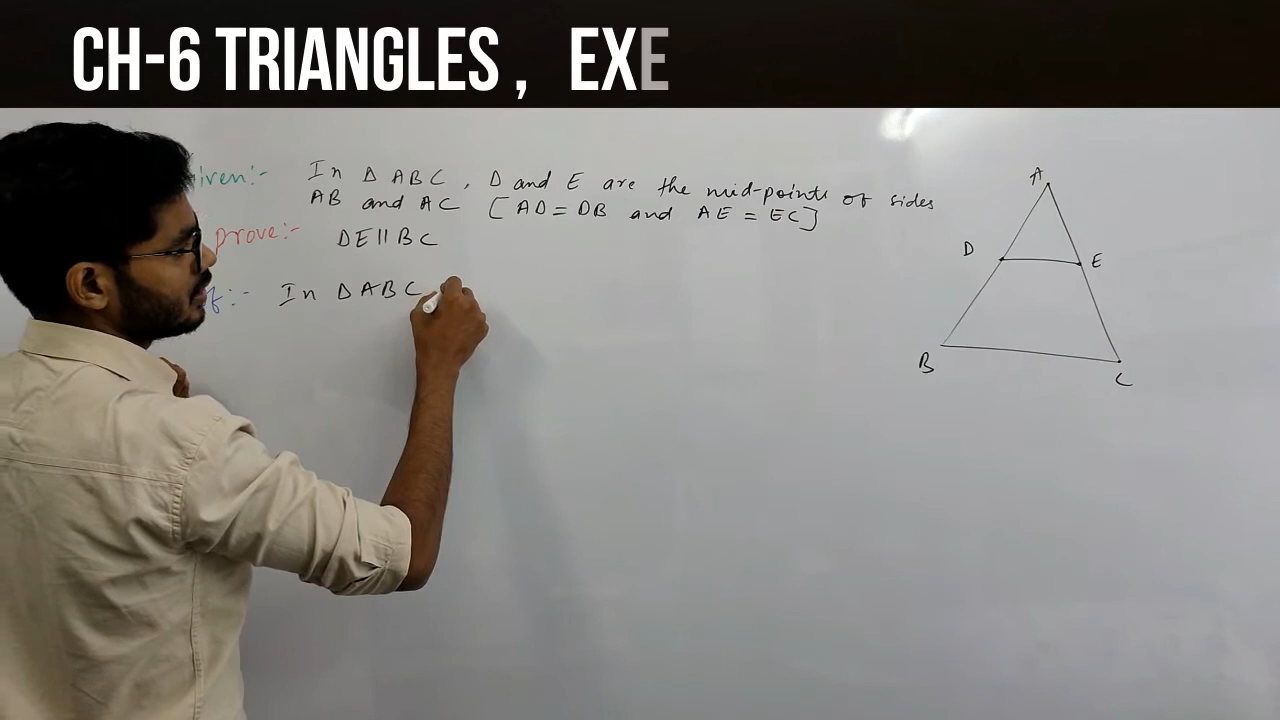 CH-6 TRIANGLES , EXE
iven:- In Δ ABC , D and E are the mid-points of sides
AB and AC [AD = DB and AE = EC]
prove:- DE || BC
f:- In Δ ABC
A
D
E
B
C